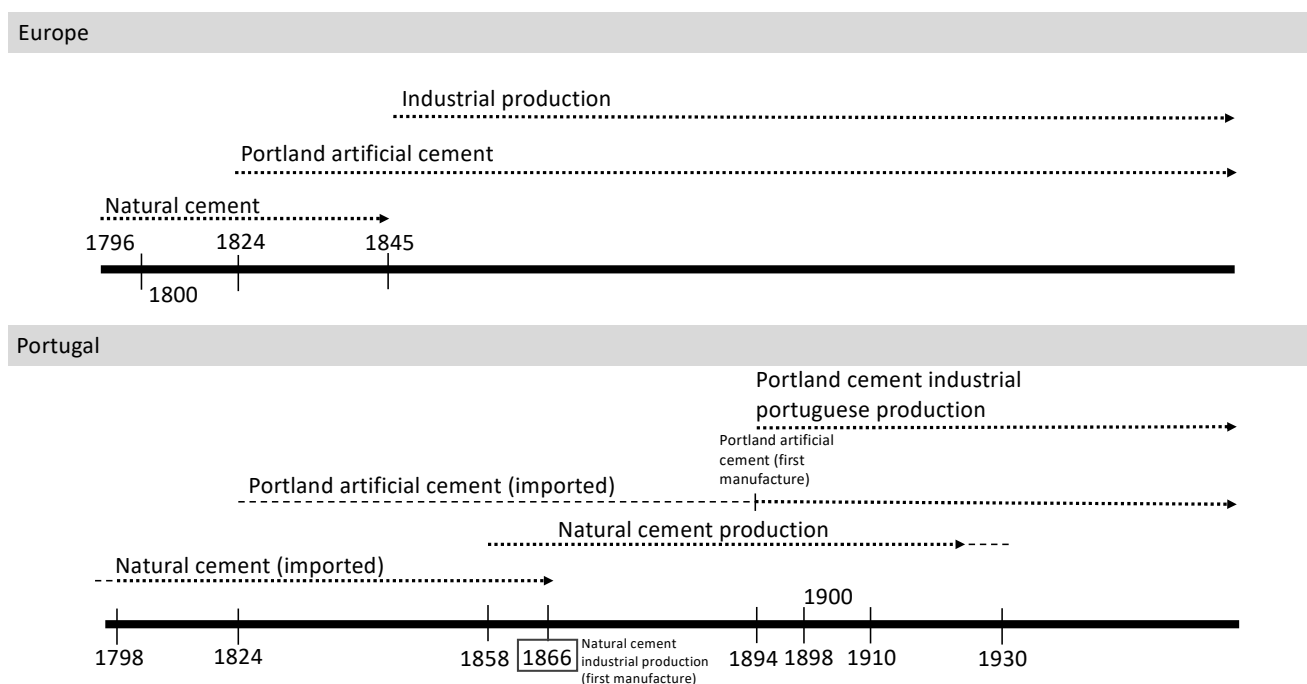 Europe
Industrial production
Portland artificial cement
Natural cement
1796 1824 1845
1800
Portugal
Portland cement industrial
portuguese production
Portland artificial
cement (first
manufacture)
Portland artificial cement (imported)
Natural cement production
Natural cement (imported)
1900
1798 1824 1858 1866 1894 1898 1910 1930
Natural cement
industrial production
(first manufacture)